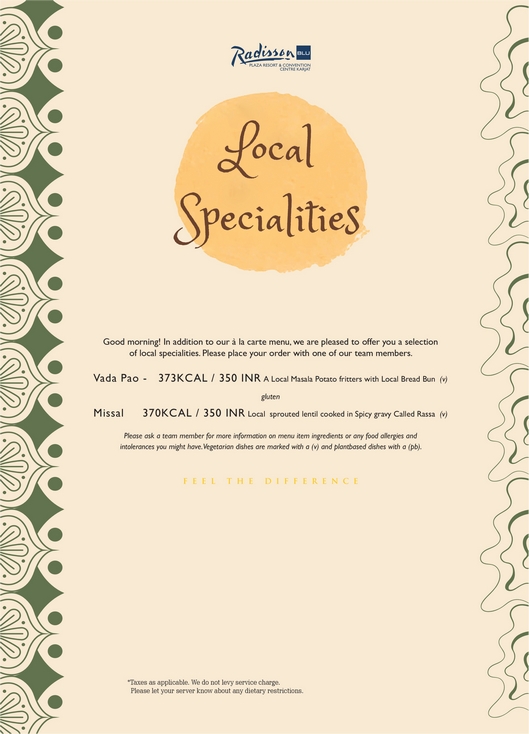 Radisson BLU
PLAZA RESORT & CONVENTION
CENTRE KARJAT
Local
Specialities
Good morning! In addition to our á la carte menu, we are pleased to offer you a selection
of local specialities. Please place your order with one of our team members.
Vada Pao - 373KCAL / 350 INR A Local Masala Potato fritters with Local Bread Bun (v)
gluten
Missal 370KCAL / 350 INR Local sprouted lentil cooked in Spicy gravy Called Rassa (v)
Please ask a team member for more information on menu item ingredients or any food allergies and
intolerances you might have. Vegetarian dishes are marked with a (v) and plantbased dishes with a (pb).
FEEL THE DIFFERENCE
*Taxes as applicable. We do not levy service charge.
Please let your server know about any dietary restrictions.